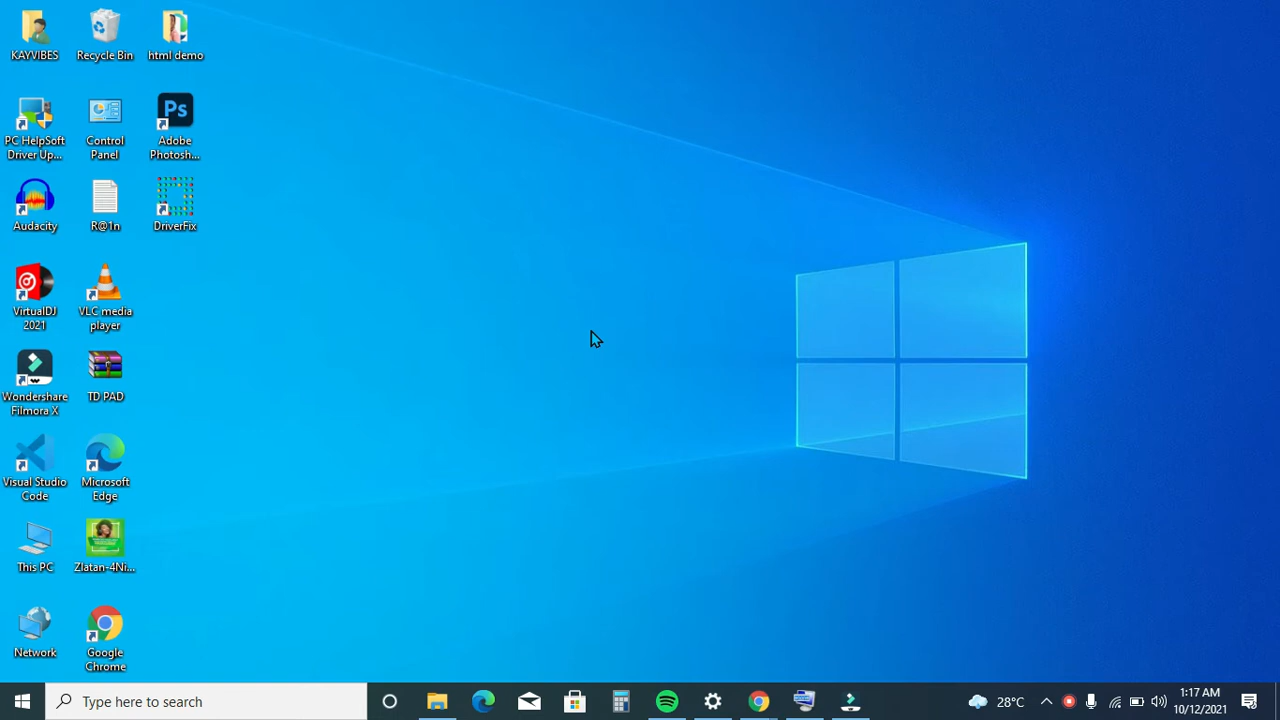 KAYVIBES
Recycle Bin
html demo
PC HelpSoft
Driver Up...
Control
Panel
Ps
Adobe
Photosh...
Audacity
R@1n
DriverFix
VirtualDJ
2021
VLC media
player
Wondershare
Filmora X
TD PAD
Visual Studio
Code
Microsoft
Edge
This PC
Zlatan-4Ni...
Network
Google
Chrome
Type here to search
28°C
1:17 AM
10/12/2021